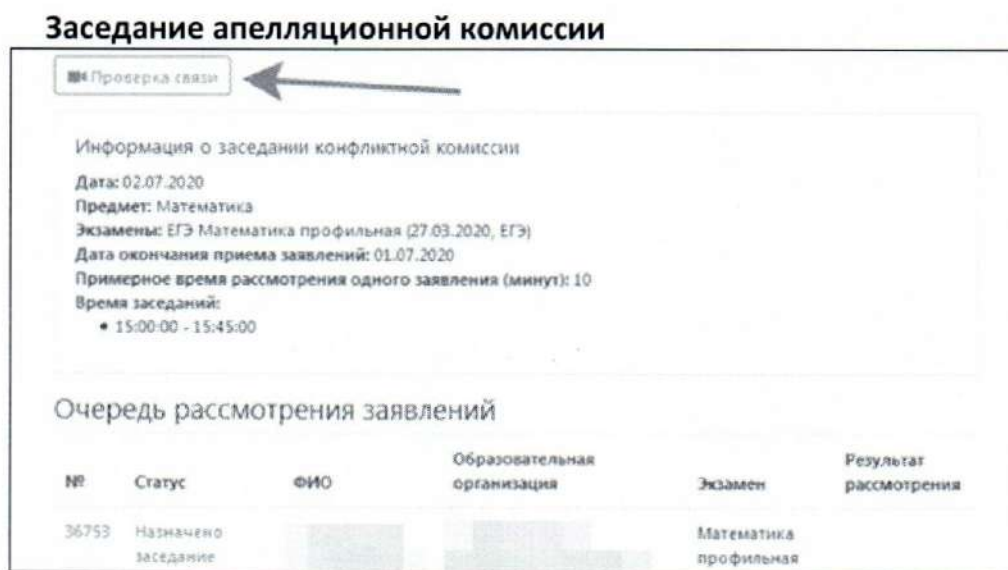 Заседание апелляционной комиссии
Проверка связи
Информация о заседании конфликтной комиссии
Дата: 02.07.2020
Предмет: Математика
Экзамены: ЕГЭ Математика профильная (27.03.2020, ЕГЭ)
Дата окончания приема заявлений: 01.07.2020
Примерное время рассмотрения одного заявления (минут): 10
Время заседаний:
• 15:00:00 - 15:45:00
Очередь рассмотрения заявлений
№ Статус ФИО Образовательная организация Экзамен Результат рассмотрения
36753 Назначено заседание Математика профильная